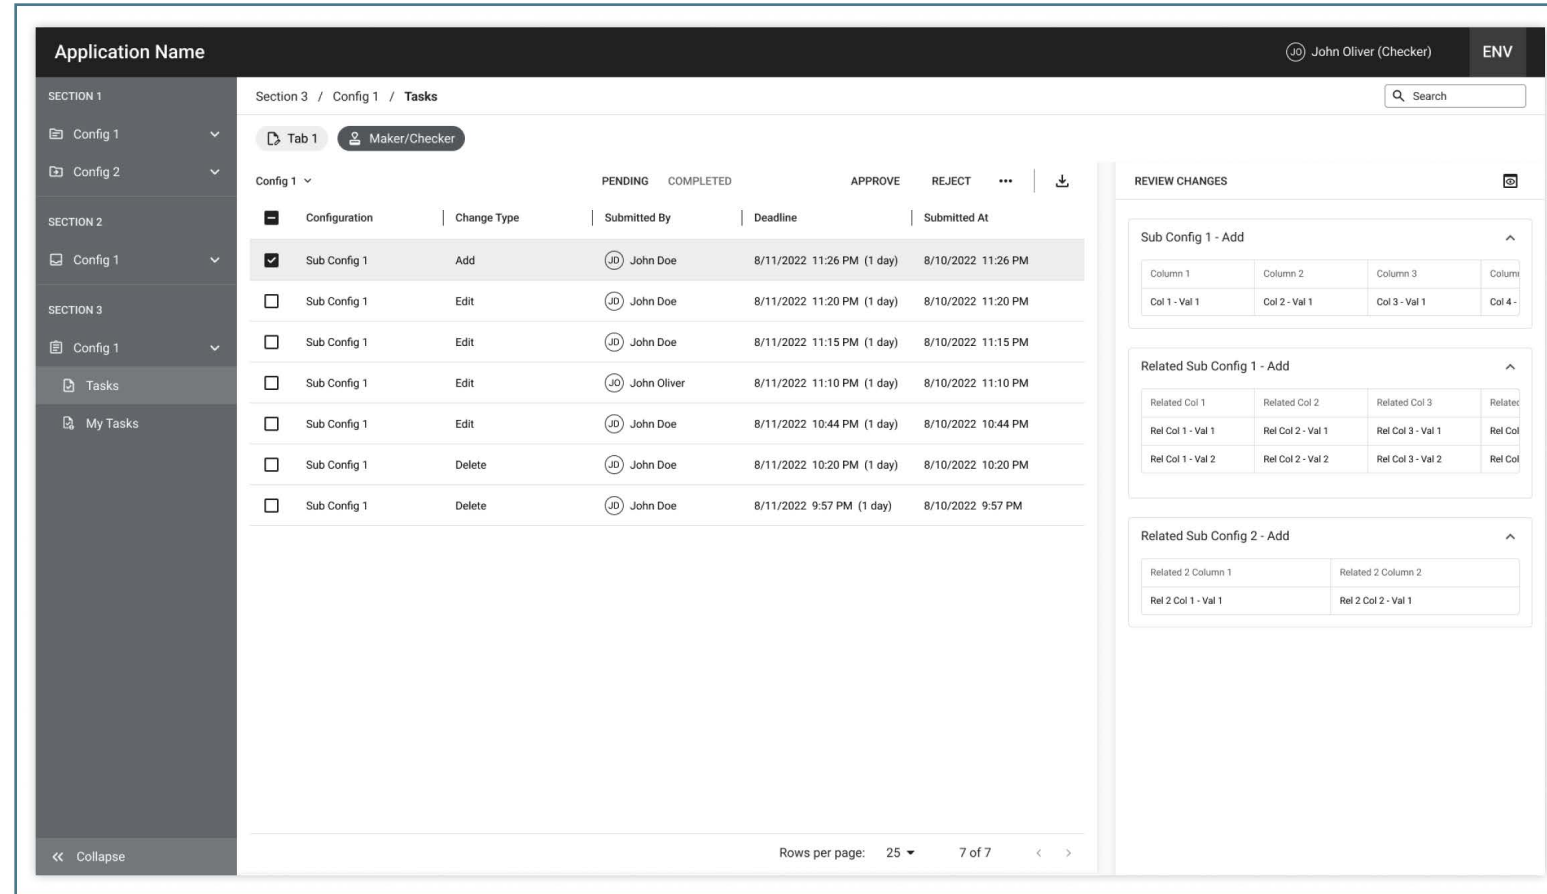 Application Name
JO John Oliver (Checker) ENV
SECTION 1
Config 1
Config 2
SECTION 2
Config 1
SECTION 3
Config 1
Tasks
My Tasks
Collapse
Section 3 / Config 1 / Tasks
Search
Tab 1 Maker/Checker
Config 1 PENDING COMPLETED APPROVE REJECT ...
Configuration Change Type Submitted By Deadline Submitted At
Sub Config 1 Add JD John Doe 8/11/2022 11:26 PM (1 day) 8/10/2022 11:26 PM
Sub Config 1 Edit JD John Doe 8/11/2022 11:20 PM (1 day) 8/10/2022 11:20 PM
Sub Config 1 Edit JD John Doe 8/11/2022 11:15 PM (1 day) 8/10/2022 11:15 PM
Sub Config 1 Edit JO John Oliver 8/11/2022 11:10 PM (1 day) 8/10/2022 11:10 PM
Sub Config 1 Edit JD John Doe 8/11/2022 10:44 PM (1 day) 8/10/2022 10:44 PM
Sub Config 1 Delete JD John Doe 8/11/2022 10:20 PM (1 day) 8/10/2022 10:20 PM
Sub Config 1 Delete JD John Doe 8/11/2022 9:57 PM (1 day) 8/10/2022 9:57 PM
Rows per page: 25 7 of 7 < >
REVIEW CHANGES
Sub Config 1 - Add
Column 1 Column 2 Column 3 Colum
Col 1 - Val 1 Col 2 - Val 1 Col 3 - Val 1 Col 4 -
Related Sub Config 1 - Add
Related Col 1 Related Col 2 Related Col 3 Related
Rel Col 1 - Val 1 Rel Col 2 - Val 1 Rel Col 3 - Val 1 Rel Col
Rel Col 1 - Val 2 Rel Col 2 - Val 2 Rel Col 3 - Val 2 Rel Col
Related Sub Config 2 - Add
Related 2 Column 1 Related 2 Column 2
Rel 2 Col 1 - Val 1 Rel 2 Col 2 - Val 1